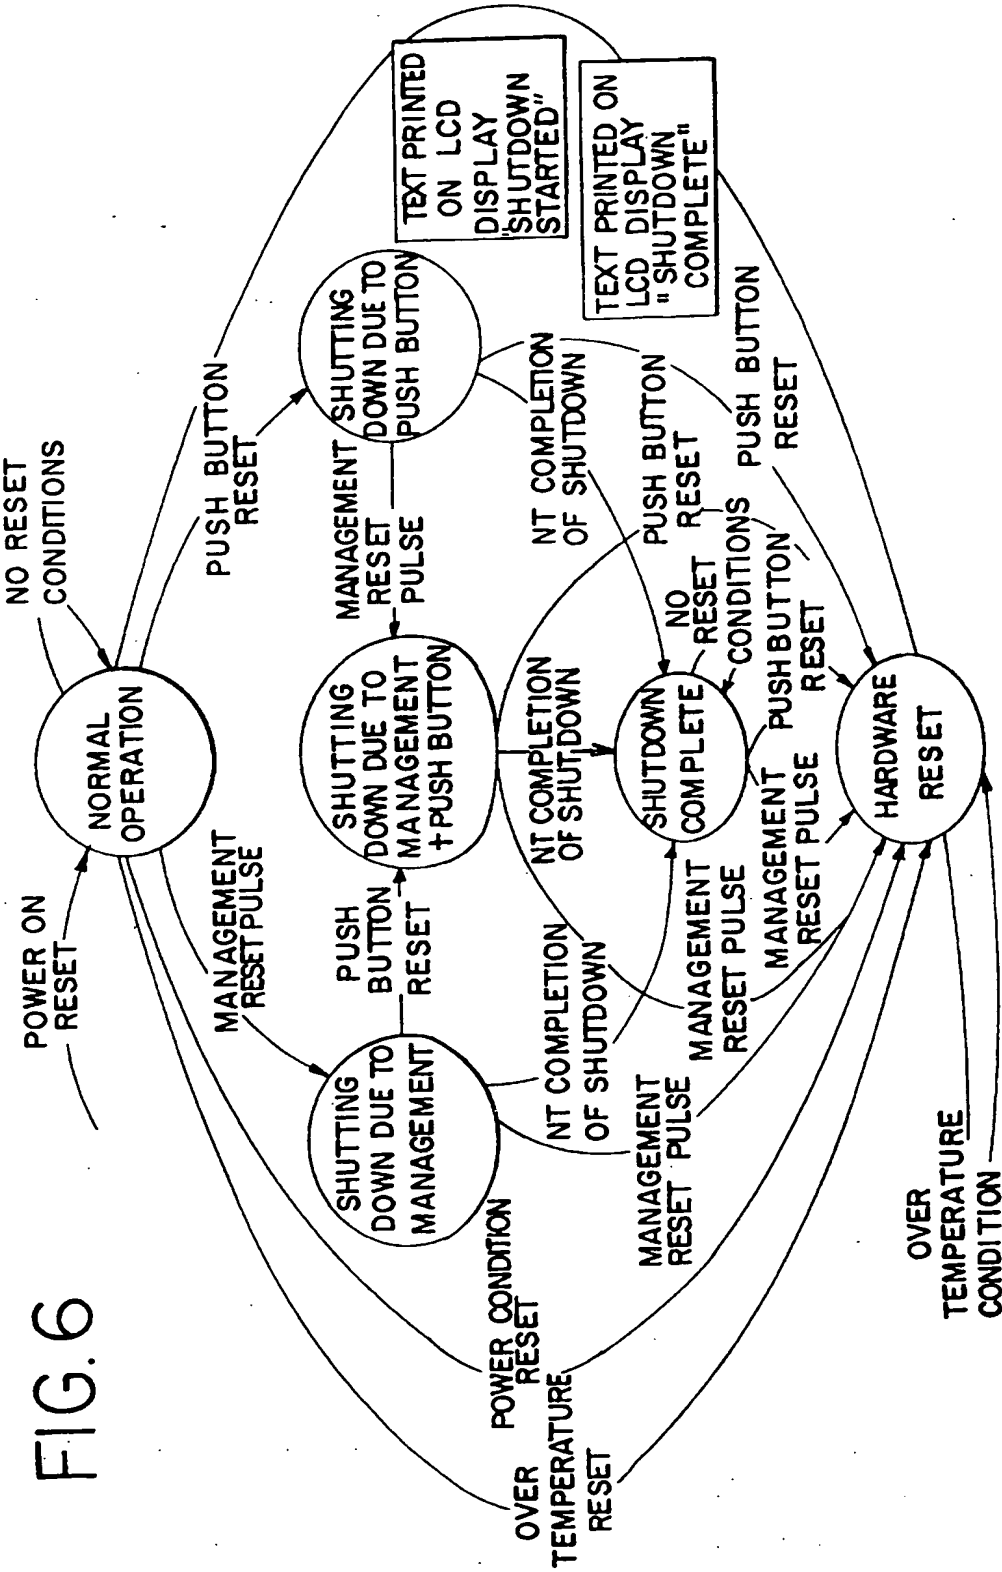 FIG. 6
POWER ON
RESET
NO RESET
CONDITIONS
NORMAL
OPERATION
MANAGEMENT
RESET PULSE
PUSH BUTTON
RESET
TEXT PRINTED
ON LCD
DISPLAY
"SHUTDOWN
STARTED"
SHUTTING
DOWN DUE TO
MANAGEMENT
PUSH
BUTTON
RESET
SHUTTING
DOWN DUE TO
MANAGEMENT
+PUSH BUTTON
MANAGEMENT
RESET
PULSE
SHUTTING
DOWN DUE TO
PUSH BUTTON
TEXT PRINTED ON
LCD DISPLAY
"SHUTDOWN
COMPLETE"
POWER CONDITION
RESET
OVER
TEMPERATURE
RESET
NT COMPLETION
OF SHUTDOWN
NT COMPLETION
OF SHUTDOWN
NT COMPLETION
OF SHUTDOWN
MANAGEMENT
RESET PULSE
MANAGEMENT
RESET PULSE
SHUTDOWN
COMPLETE
NO
RESET
CONDITIONS
PUSH BUTTON
RESET
PUSH BUTTON
RESET
MANAGEMENT
RESET PULSE
PUSHBUTTON
RESET
HARDWARE
RESET
OVER
TEMPERATURE
CONDITION